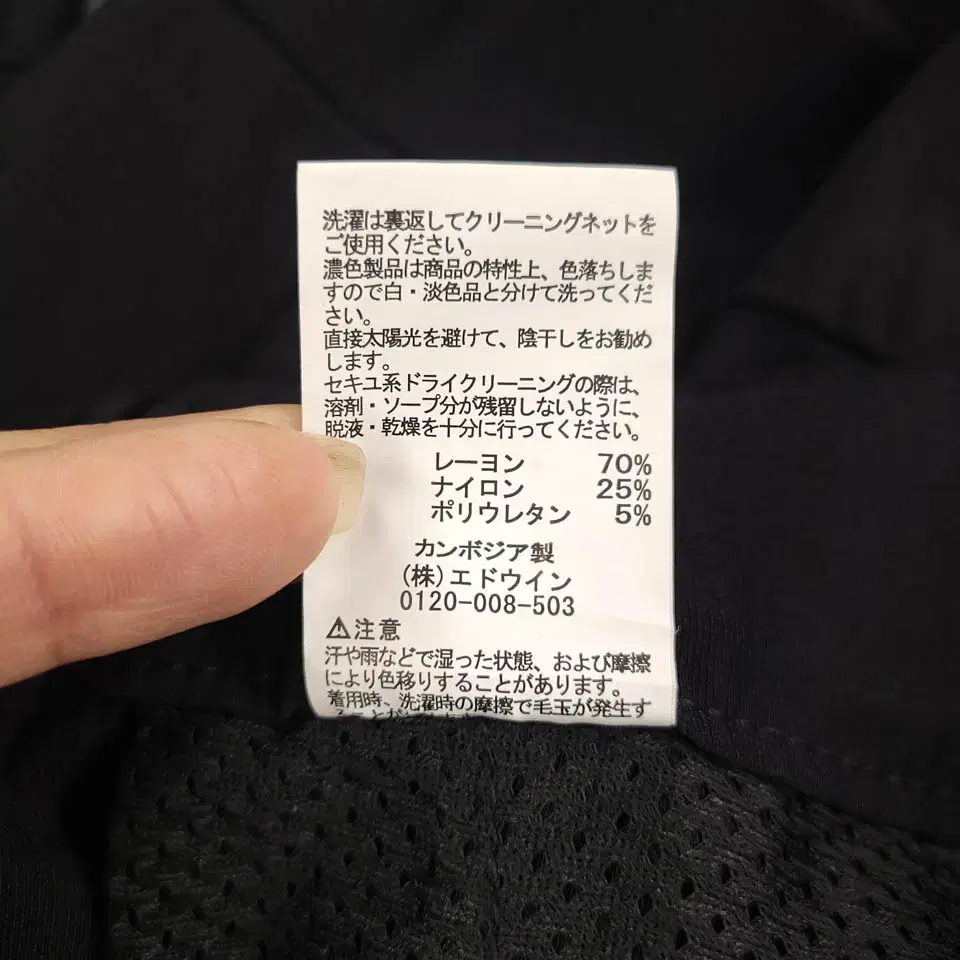 洗濯は裏返してクリーニングネットを
ご使用ください。
濃色製品は商品の特性上、色落ちしま
すので白・淡色品と分けて洗ってくだ
さい。
直接太陽光を避けて、陰干しをお勧め
します。
セキユ系ドライクリーニングの際は、
溶剤・ソープ分が残留しないように、
脱液・乾燥を十分に行ってください。
レーヨン 70%
ナイロン 25%
ポリウレタン 5%
カンボジア製
(株)エドウイン
0120-008-503
⚠注意
汗や雨などで湿った状態、および摩擦
により色移りすることがあります。
着用時、洗濯時の摩擦で毛玉が発生す